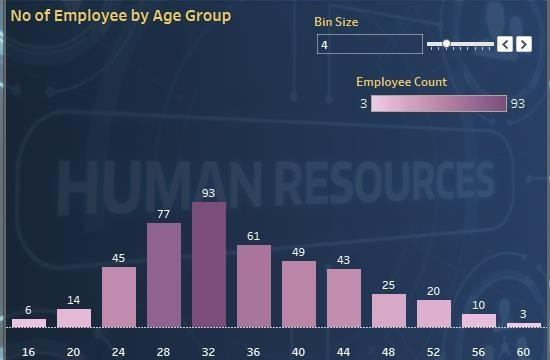 No of Employee by Age Group
Bin Size
4
Employee Count
3 93
HUMAN RESOURCES
6 14 45 77 93 61 49 43 25 20 10 3
16 20 24 28 32 36 40 44 48 52 56 60